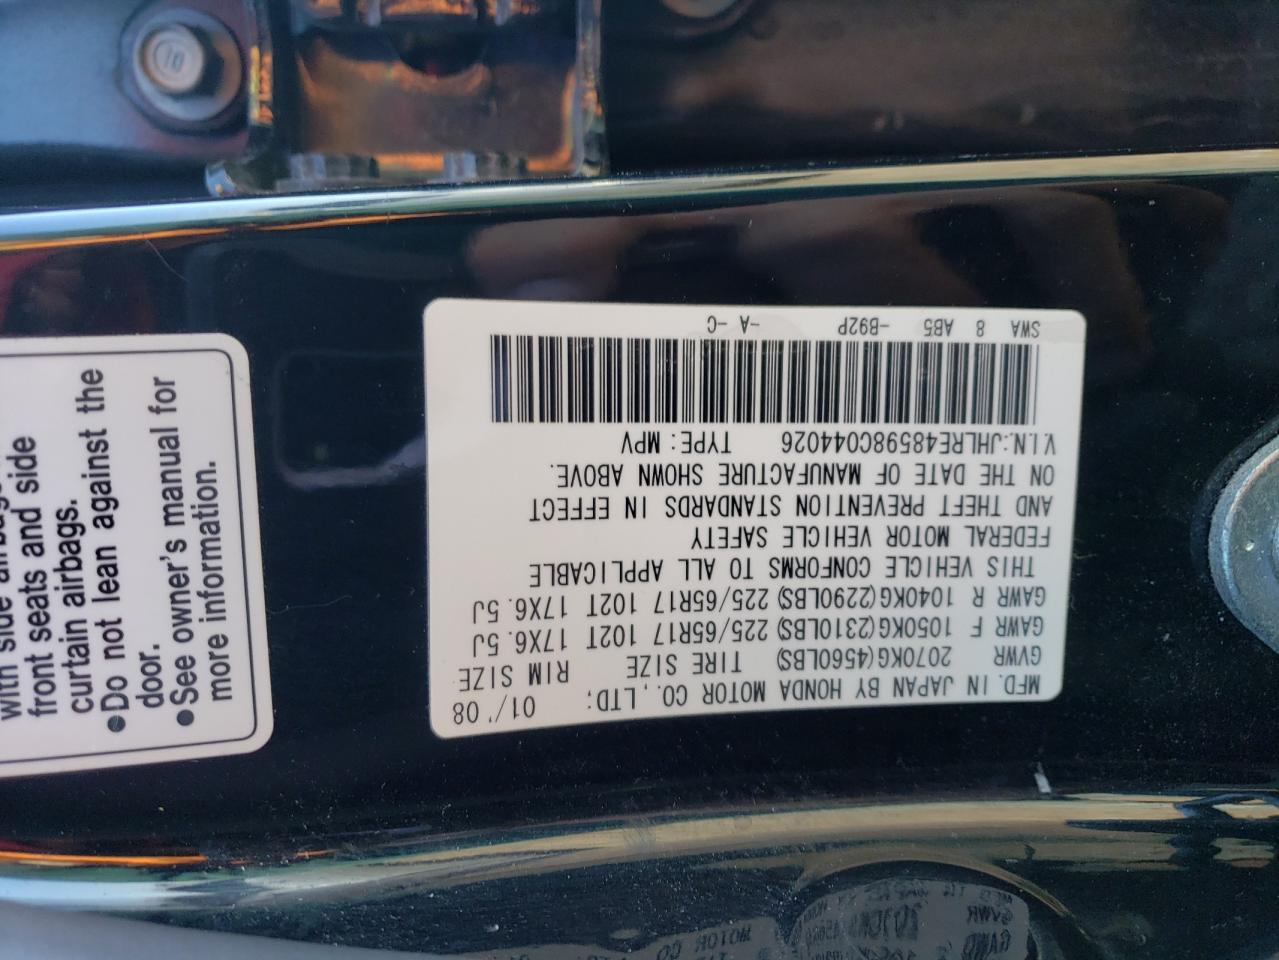 MFD. IN JAPAN BY HONDA MOTOR CO., LTD: 01/'08
GVWR 2070KG(4560LBS) TIRE SIZE RIM SIZE
GAWR F 1050KG(2310LBS) 225/65R17 102T 17X6.5J
GAWR R 1040KG(2290LBS) 225/65R17 102T 17X6.5J
THIS VEHICLE CONFORMS TO ALL APPLICABLE
FEDERAL MOTOR VEHICLE SAFETY
AND THEFT PREVENTION STANDARDS IN EFFECT
ON THE DATE OF MANUFACTURE SHOWN ABOVE.
V.I.N.:JHLRE48598C044026 TYPE: MPV
SWA 8 AB5 -B92P -A -C
front seats and side
curtain airbags.
●Do not lean against the
door.
●See owner's manual for
more information.
10